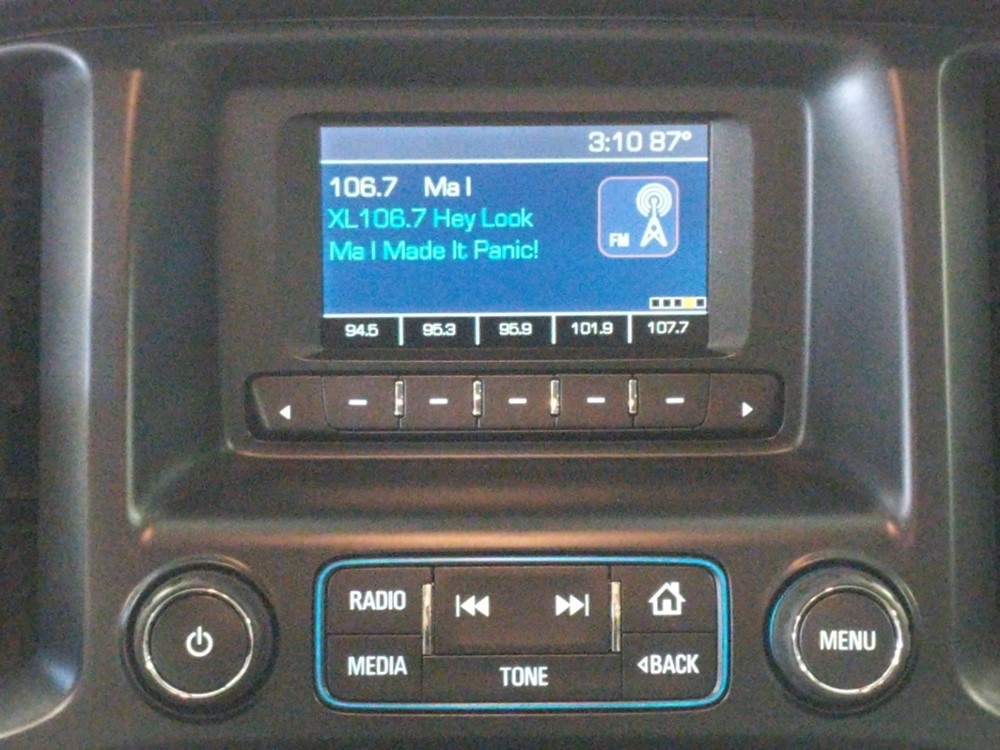 3:10 87°
106.7 Ma I
XL106.7 Hey Look
Ma I Made It Panic!
FM
94.5 95.3 95.9 101.9 107.7
RADIO
MEDIA
TONE
BACK
MENU